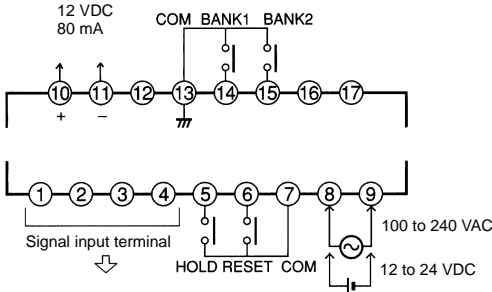 12 VDC
80 mA
COM BANK1 BANK2
10 11 12 13 14 15 16 17
+ −
1 2 3 4 5 6 7 8 9
100 to 240 VAC
Signal input terminal
HOLD RESET COM
12 to 24 VDC